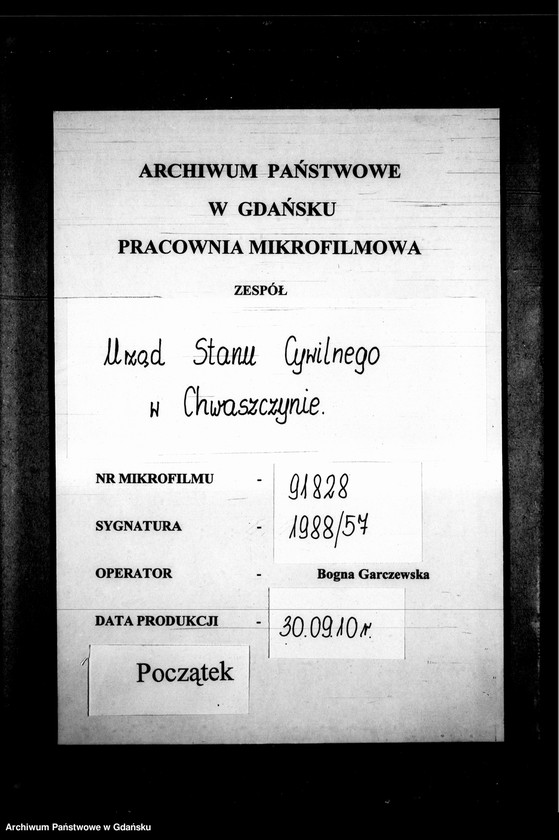 ARCHIWUM PAŃSTWOWE
W GDAŃSKU
PRACOWNIA MIKROFILMOWA
ZESPÓŁ
Urząd Stanu Cywilnego
w Chwaszczynie.
NR MIKROFILMU - 91828
SYGNATURA - 1988/57
OPERATOR - Bogna Garczewska
DATA PRODUKCJI - 30.09.10 r.
Początek
Archiwum Państwowe w Gdańsku